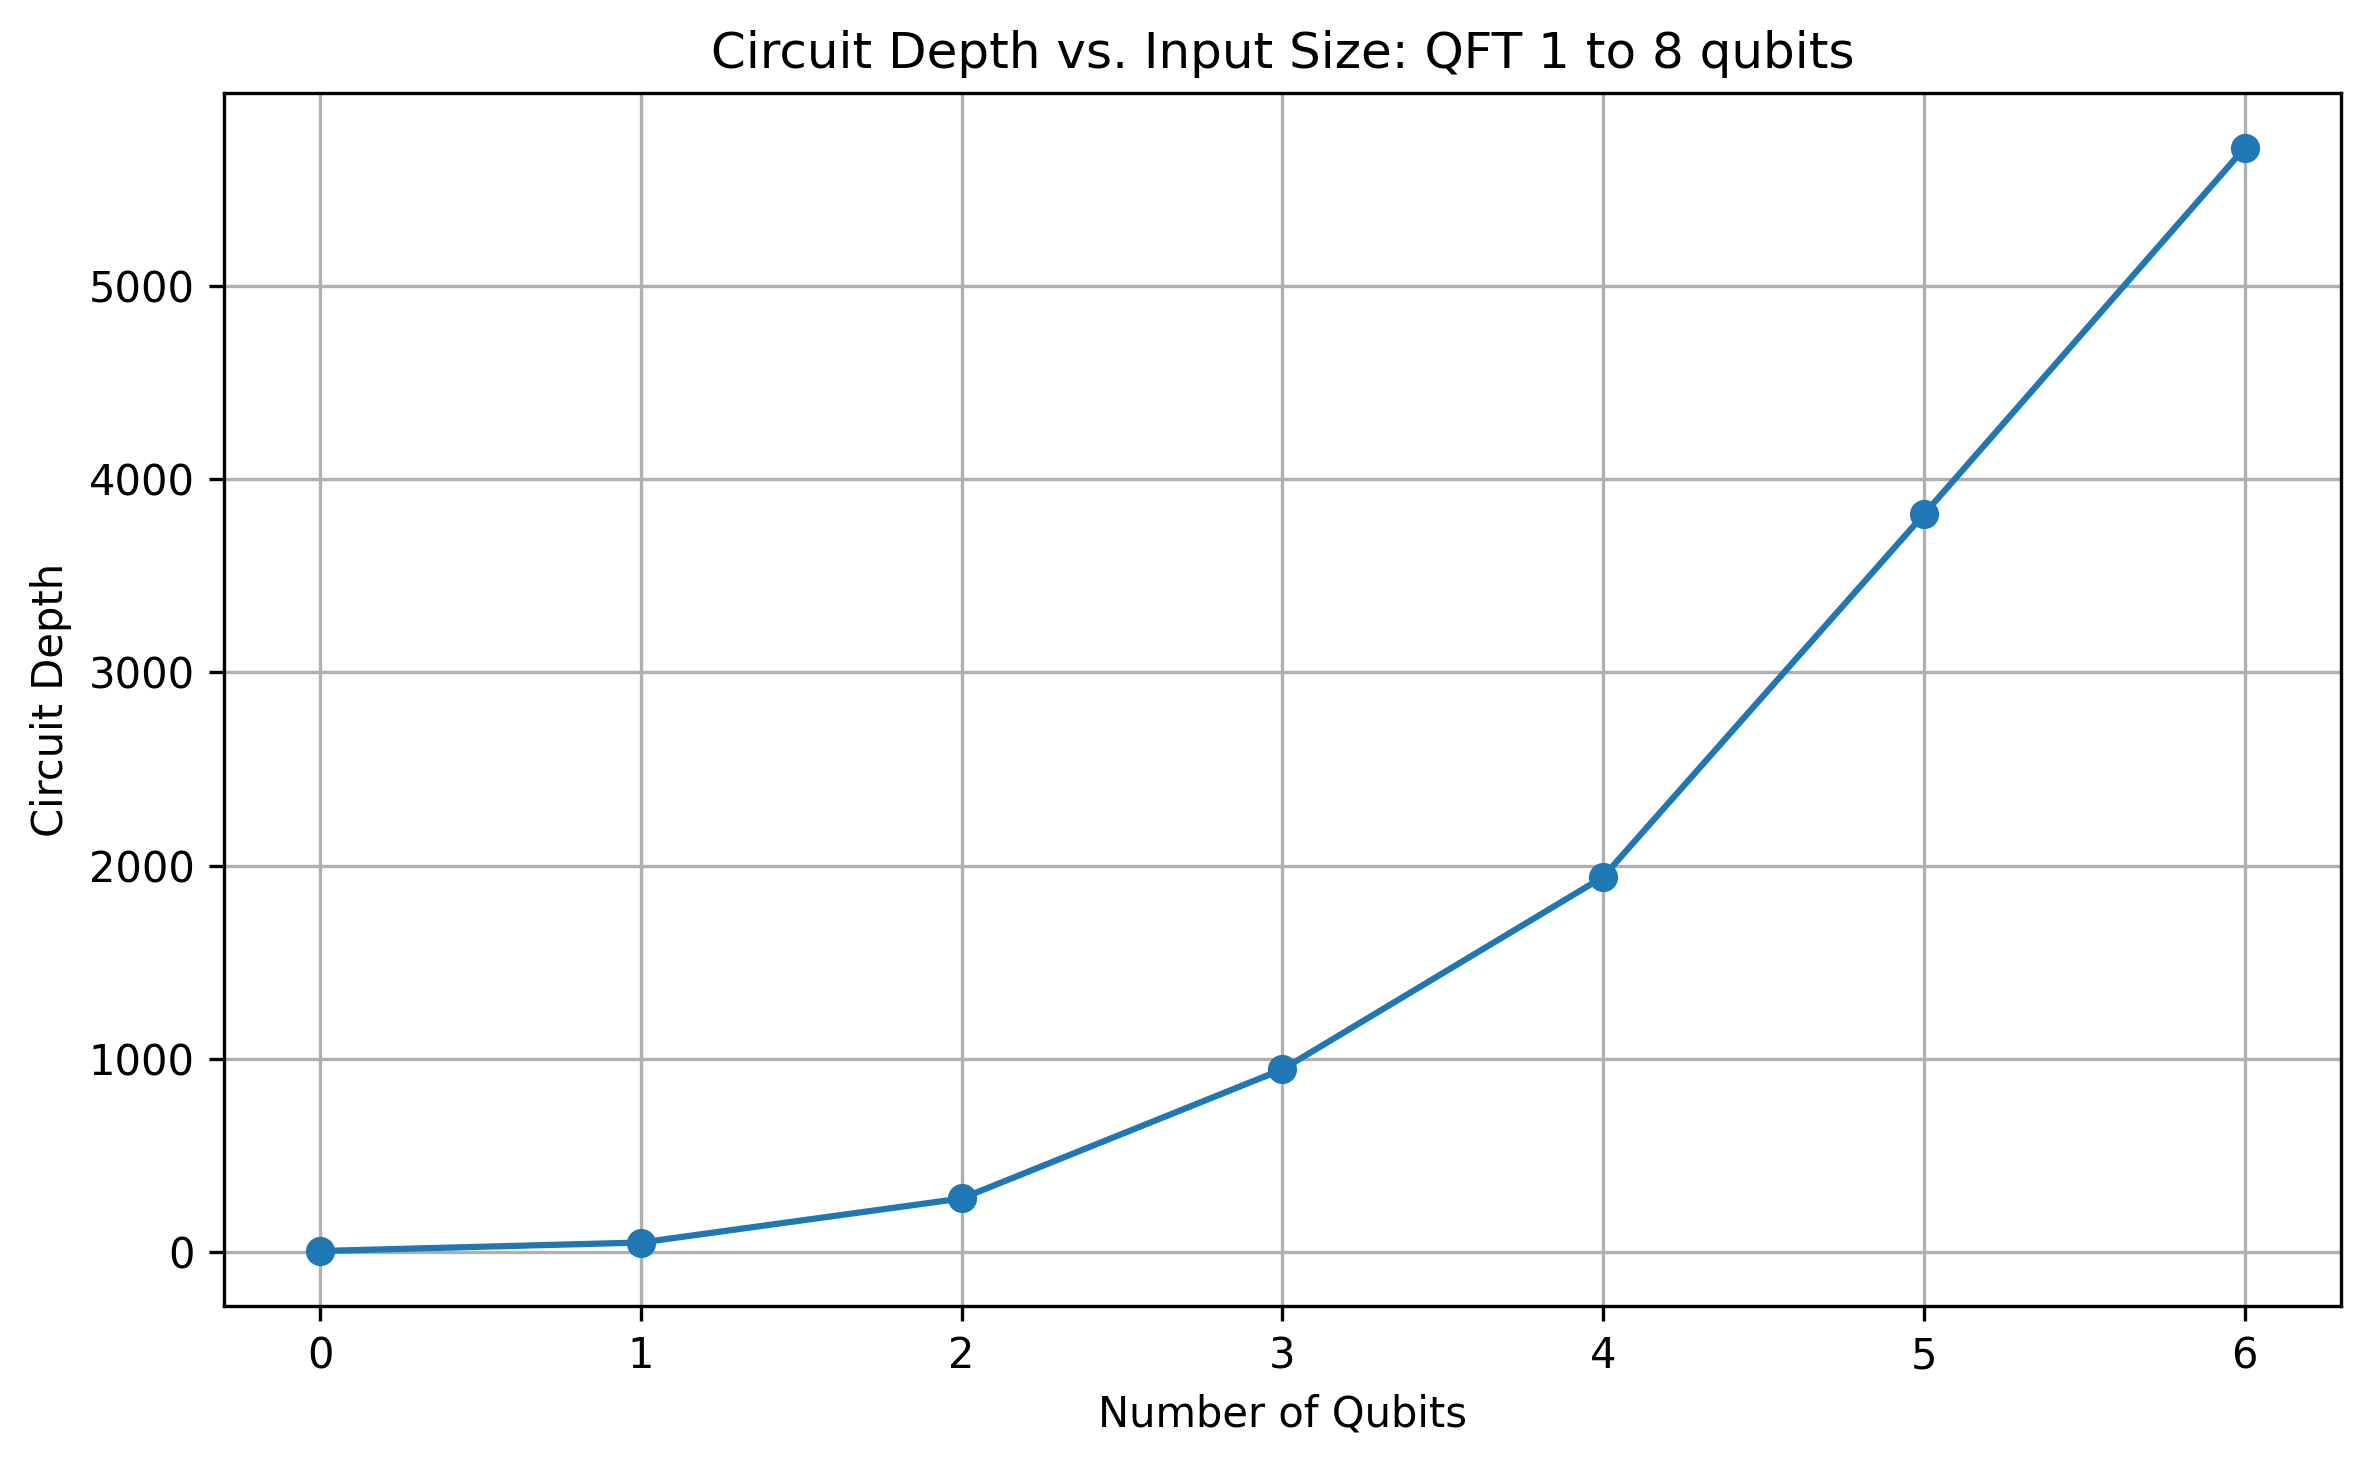 Circuit Depth vs. Input Size: QFT 1 to 8 qubits
Circuit Depth
5000
4000
3000
2000
1000
0
0 1 2 3 4 5 6
Number of Qubits